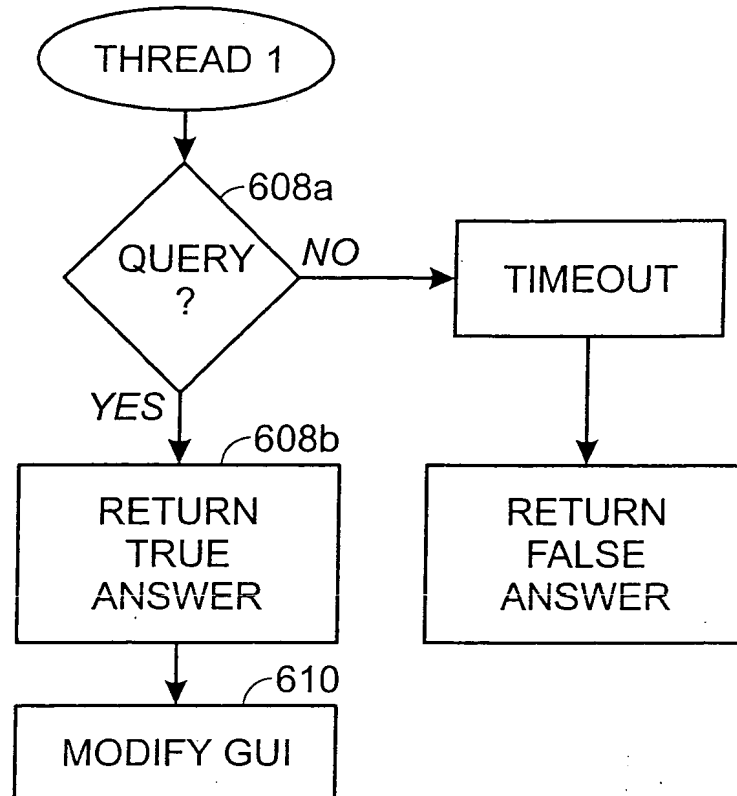 THREAD 1
608a
QUERY
?
NO
TIMEOUT
YES
608b
RETURN
TRUE
ANSWER
RETURN
FALSE
ANSWER
610
MODIFY GUI